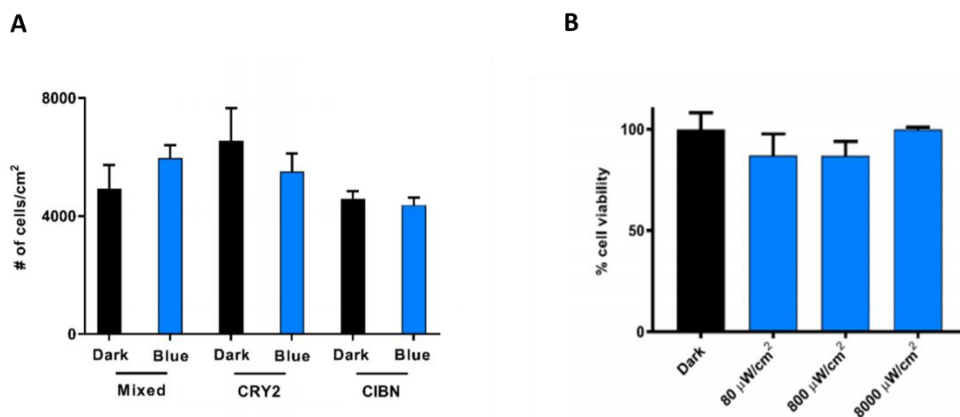 A
# of cells/cm²
8000
4000
0
Dark Blue Dark Blue Dark Blue
Mixed CRY2 CIBN
B
% cell viability
100
50
0
Dark
80 µW/cm²
800 µW/cm²
8000 µW/cm²